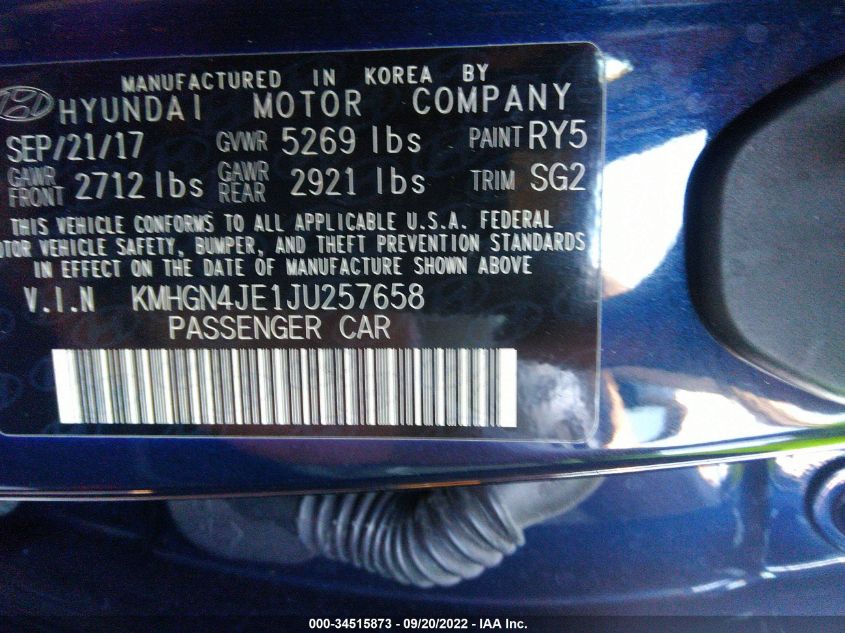 MANUFACTURED IN KOREA BY
HYUNDAI MOTOR COMPANY
SEP/21/17 GVWR 5269 lbs PAINT RY5
GAWR FRONT 2712 lbs GAWR REAR 2921 lbs TRIM SG2
THIS VEHICLE CONFORMS TO ALL APPLICABLE U.S.A. FEDERAL
OTOR VEHICLE SAFETY, BUMPER, AND THEFT PREVENTION STANDARDS
IN EFFECT ON THE DATE OF MANUFACTURE SHOWN ABOVE
V.I.N KMHGN4JE1JU257658
PASSENGER CAR
000-34515873 - 09/20/2022 - IAA Inc.